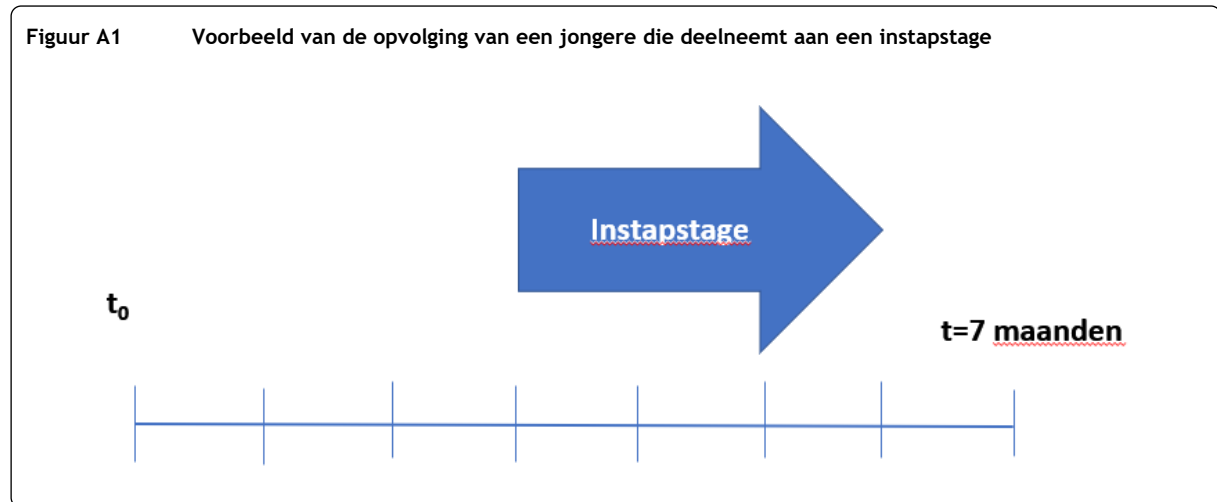 Figuur A1 Voorbeeld van de opvolging van een jongere die deelneemt aan een instapstage
Instapstage
t₀
t=7 maanden